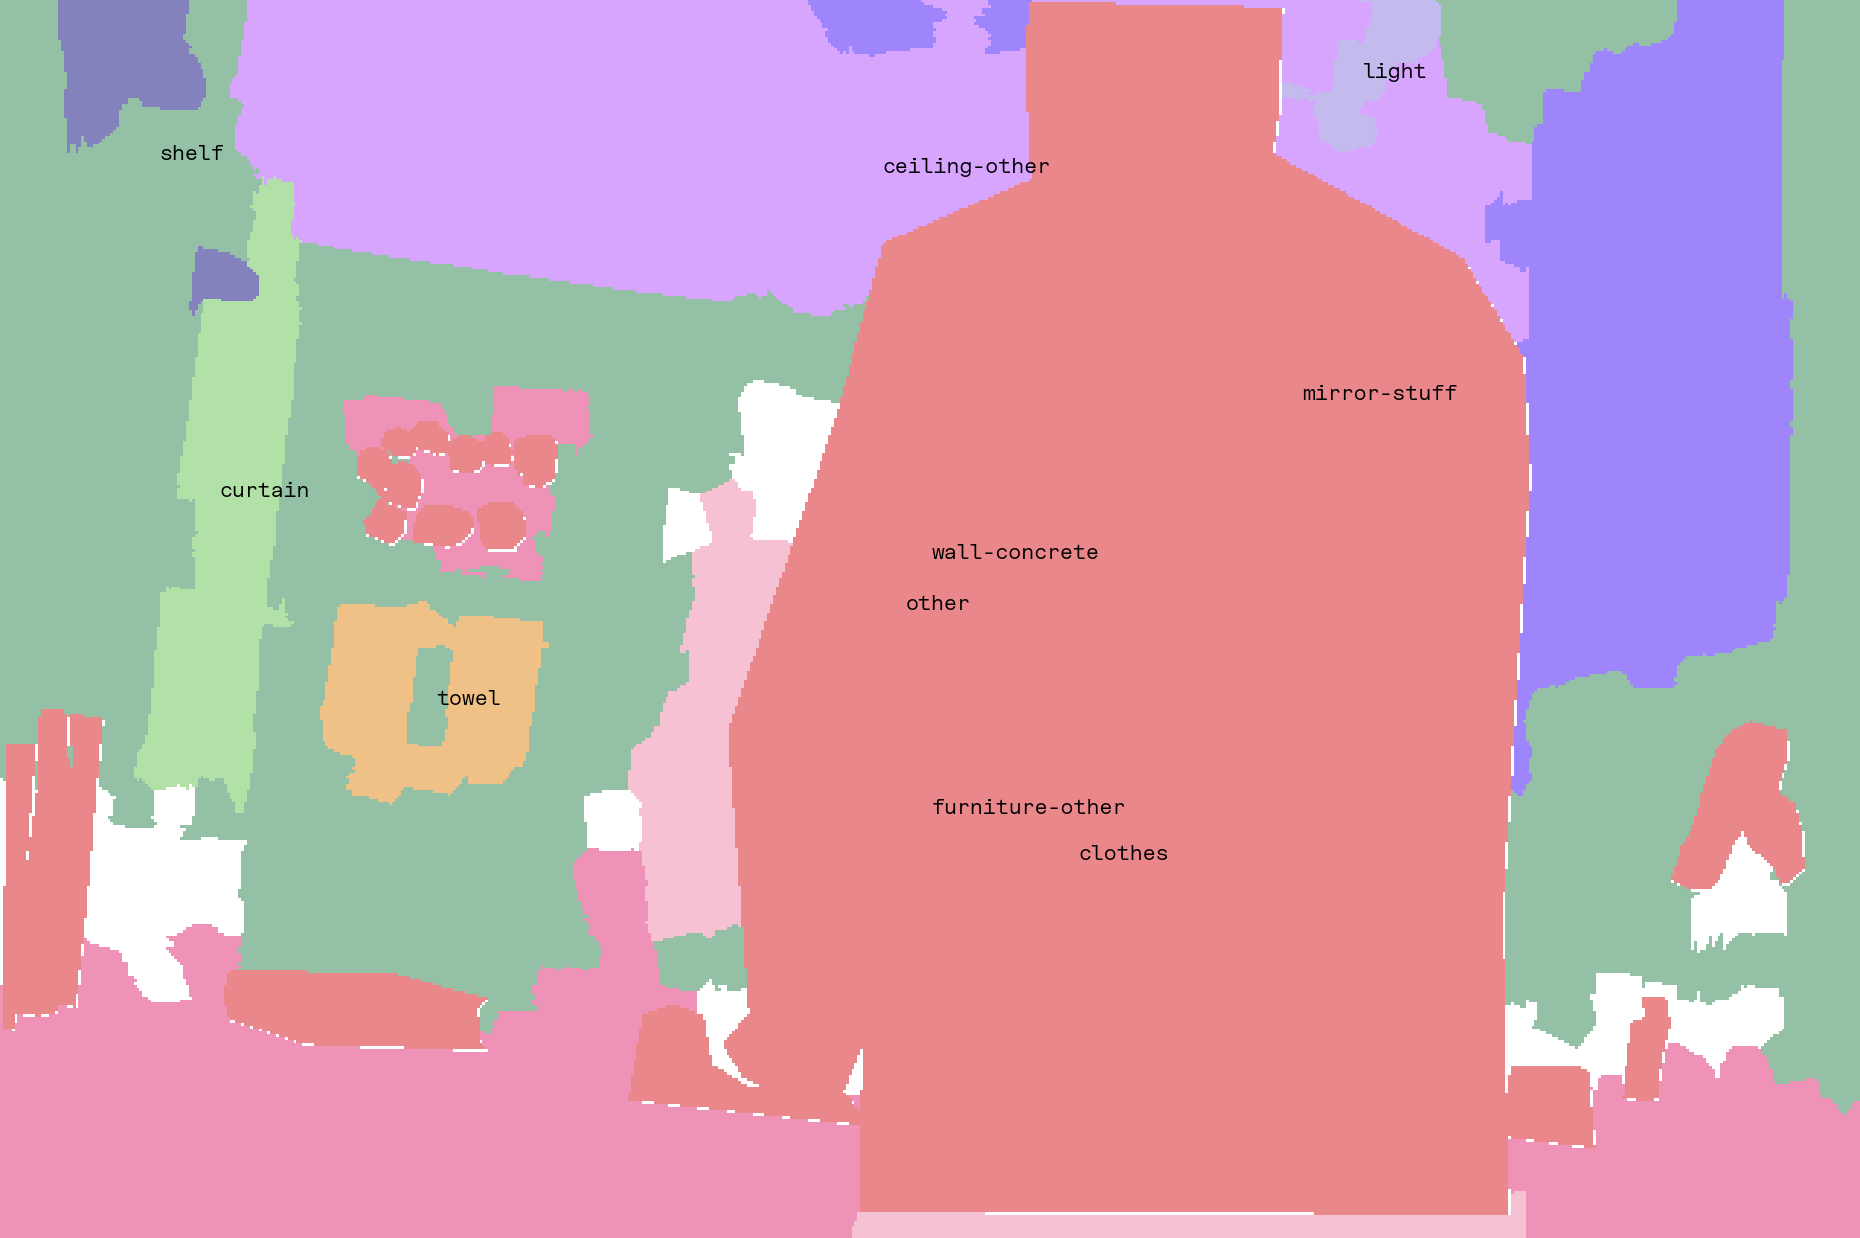 light
shelf
ceiling-other
mirror-stuff
curtain
wall-concrete
other
towel
furniture-other
clothes